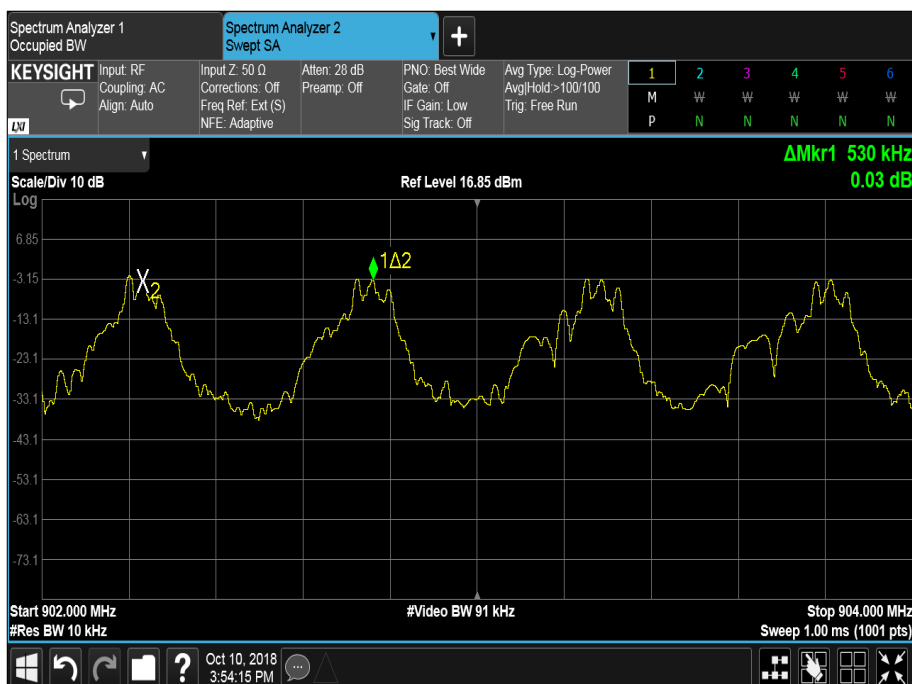 Spectrum Analyzer 1
Occupied BW
Spectrum Analyzer 2
Swept SA
+
KEYSIGHT
LXI
Input: RF
Coupling: AC
Align: Auto
Input Z: 50 Ω
Corrections: Off
Freq Ref: Ext (S)
NFE: Adaptive
Atten: 28 dB
Preamp: Off
PNO: Best Wide
Gate: Off
IF Gain: Low
Sig Track: Off
Avg Type: Log-Power
Avg|Hold:>100/100
Trig: Free Run
1 2 3 4 5 6
M W W W W W
P N N N N N
1 Spectrum
ΔMkr1 530 kHz
0.03 dB
Scale/Div 10 dB
Ref Level 16.85 dBm
Log
6.85
-3.15
-13.1
-23.1
-33.1
-43.1
-53.1
-63.1
-73.1
X2
1Δ2
Start 902.000 MHz
#Video BW 91 kHz
Stop 904.000 MHz
#Res BW 10 kHz
Sweep 1.00 ms (1001 pts)
?
Oct 10, 2018
3:54:15 PM